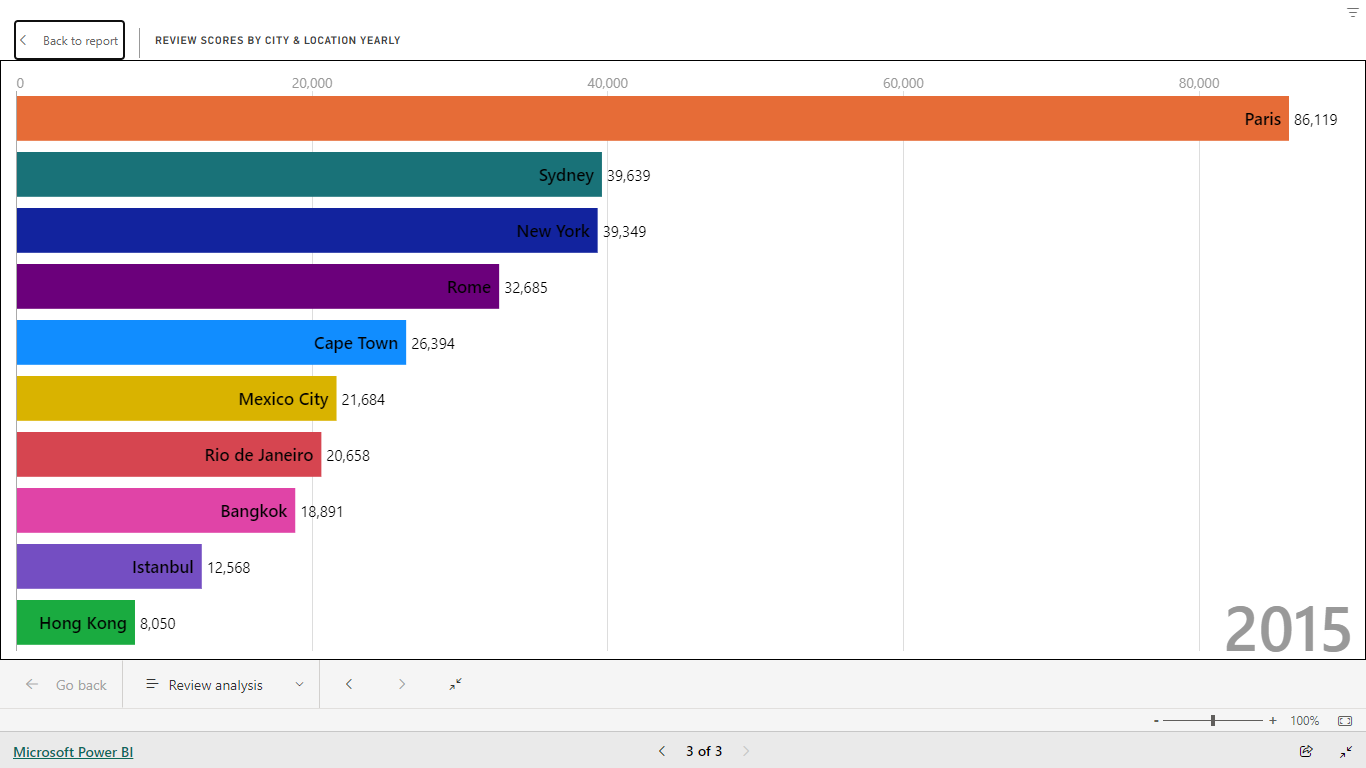 Back to report
REVIEW SCORES BY CITY & LOCATION YEARLY
0 20,000 40,000 60,000 80,000
Paris 86,119
Sydney 39,639
New York 39,349
Rome 32,685
Cape Town 26,394
Mexico City 21,684
Rio de Janeiro 20,658
Bangkok 18,891
Istanbul 12,568
Hong Kong 8,050
2015
Go back Review analysis
- + 100%
Microsoft Power BI 3 of 3